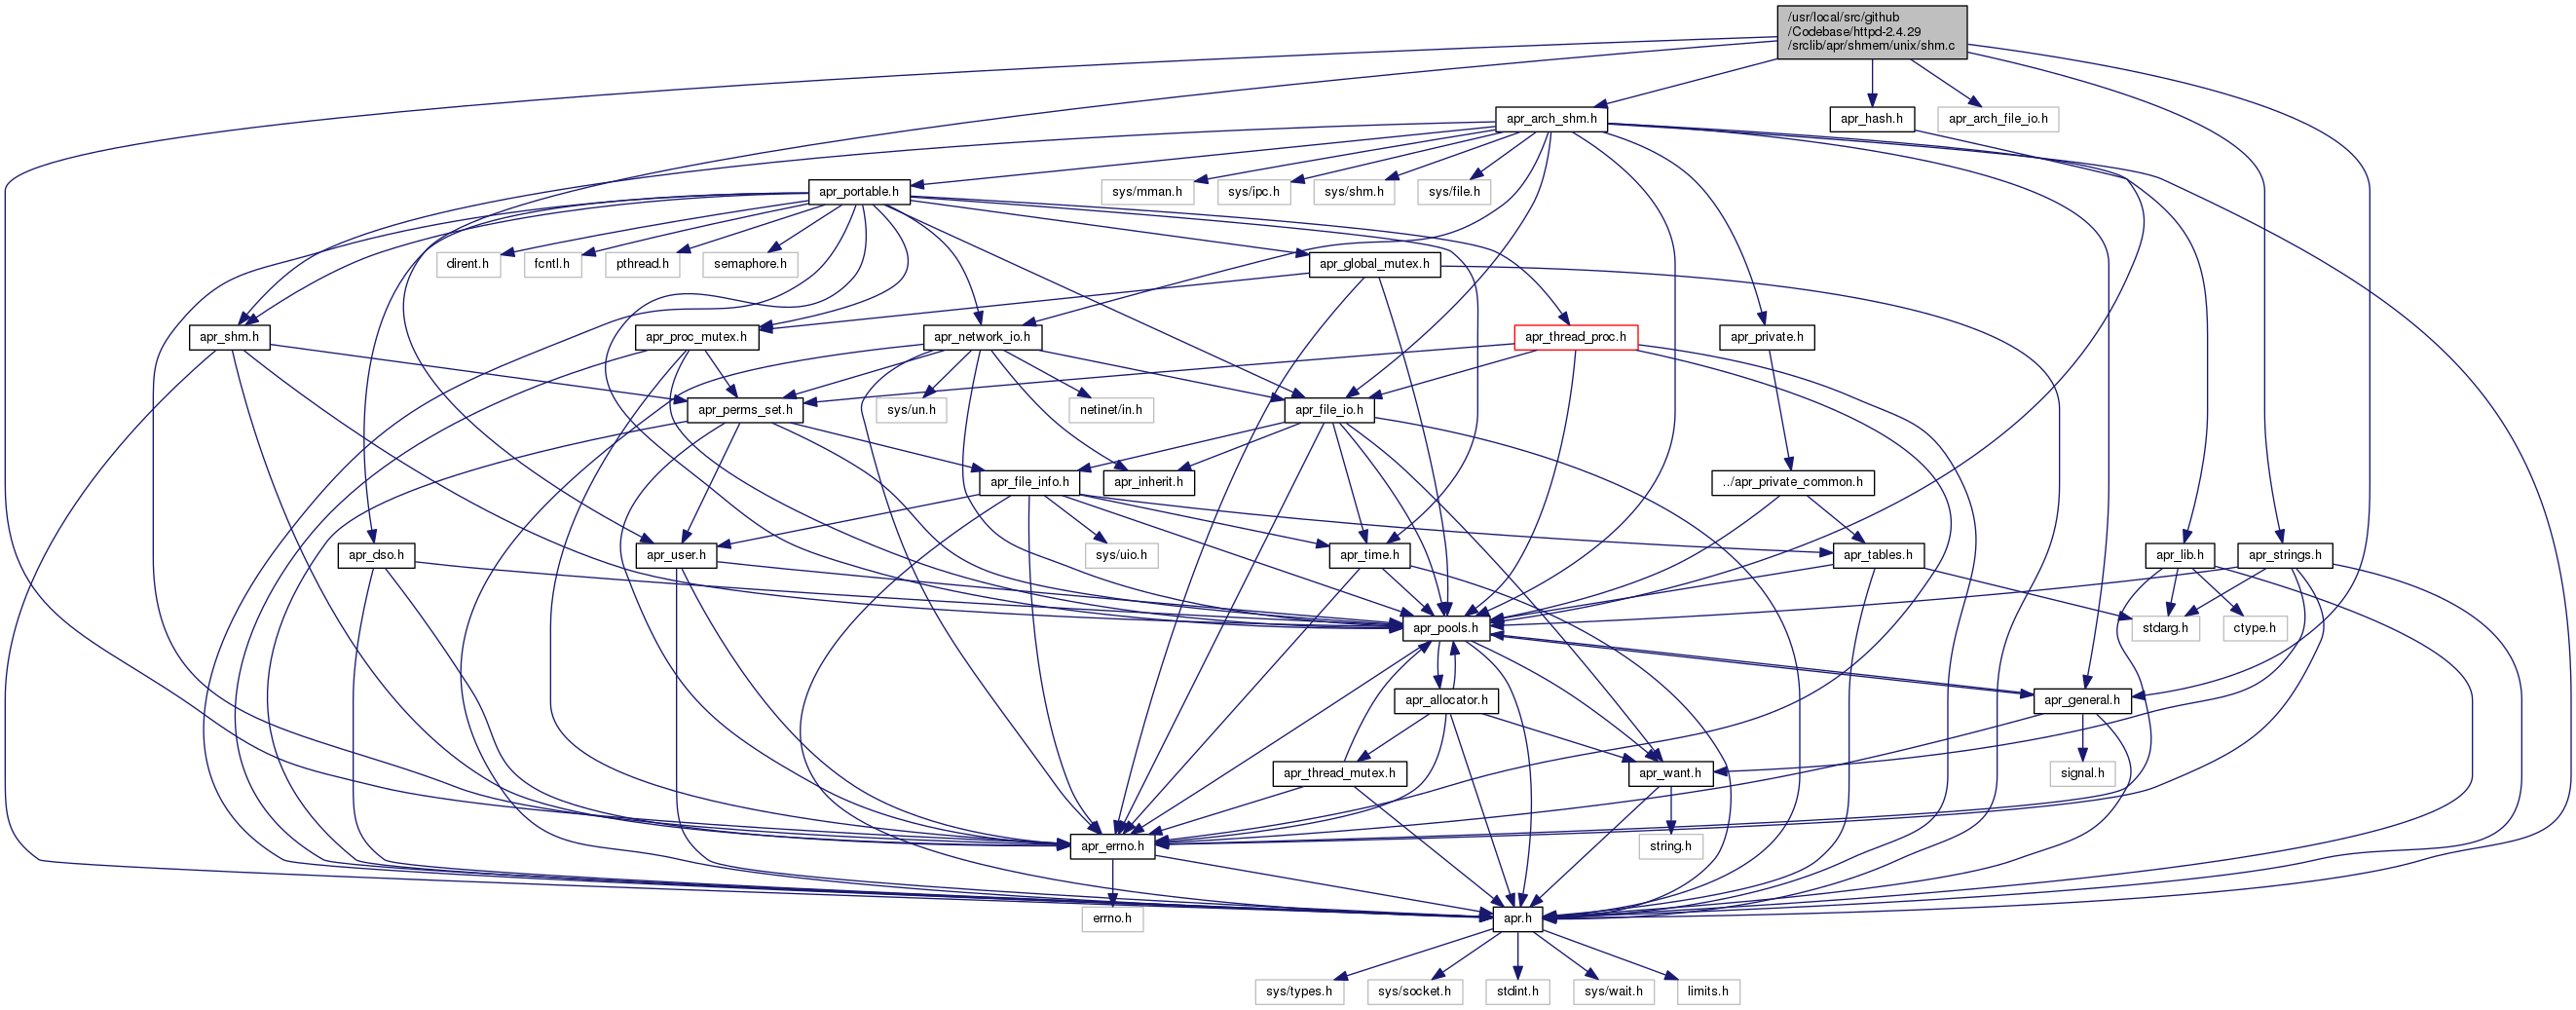 /usr/local/src/github
/Codebase/httpd-2.4.29
/srclib/apr/shmem/unix/shm.c
apr_arch_shm.h
apr_hash.h
apr_arch_file_io.h
apr_portable.h
sys/mman.h
sys/ipc.h
sys/shm.h
sys/file.h
dirent.h
fcntl.h
pthread.h
semaphore.h
apr_global_mutex.h
apr_shm.h
apr_proc_mutex.h
apr_network_io.h
apr_thread_proc.h
apr_private.h
apr_perms_set.h
sys/un.h
netinet/in.h
apr_file_io.h
apr_file_info.h
apr_inherit.h
../apr_private_common.h
apr_dso.h
apr_user.h
sys/uio.h
apr_time.h
apr_tables.h
apr_lib.h
apr_strings.h
apr_pools.h
stdarg.h
ctype.h
apr_allocator.h
apr_general.h
apr_thread_mutex.h
apr_want.h
signal.h
apr_errno.h
string.h
errno.h
apr.h
sys/types.h
sys/socket.h
stdint.h
sys/wait.h
limits.h